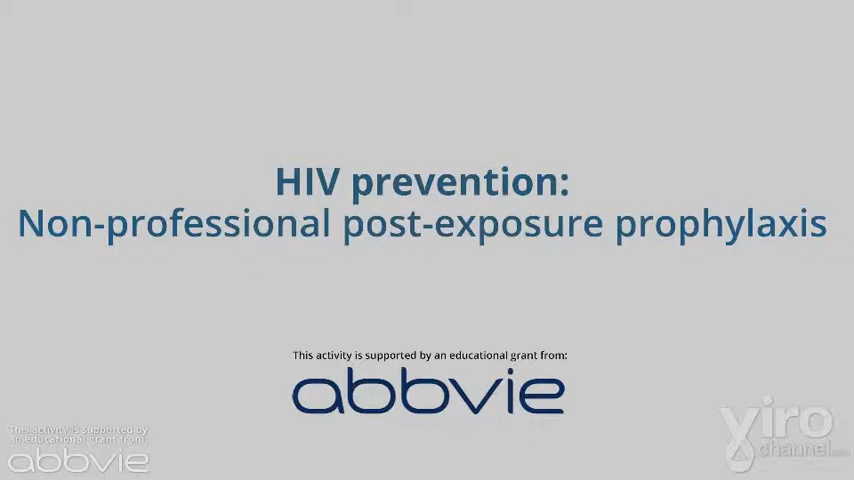 HIV prevention:
Non-professional post-exposure prophylaxis
This activity is supported by an educational grant from:
abbvie
This activity is supported by
an educational grant from:
abbvie
viro
channel.com